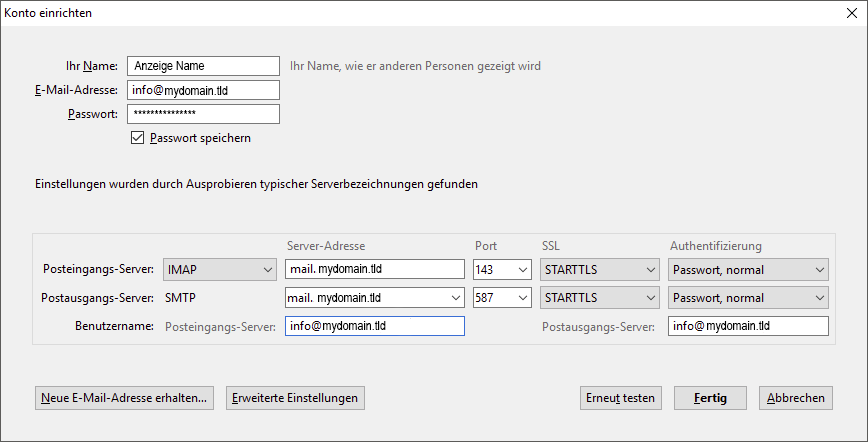 Konto einrichten
Ihr Name: Anzeige Name Ihr Name, wie er anderen Personen gezeigt wird
E-Mail-Adresse: info@mydomain.tld
Passwort: ***************
Passwort speichern
Einstellungen wurden durch Ausprobieren typischer Serverbezeichnungen gefunden
Server-Adresse Port SSL Authentifizierung
Posteingangs-Server: IMAP mail. mydomain.tld 143 STARTTLS Passwort, normal
Postausgangs-Server: SMTP mail. mydomain.tld 587 STARTTLS Passwort, normal
Benutzername: Posteingangs-Server: info@mydomain.tld Postausgangs-Server: info@mydomain.tld
Neue E-Mail-Adresse erhalten... Erweiterte Einstellungen Erneut testen Fertig Abbrechen